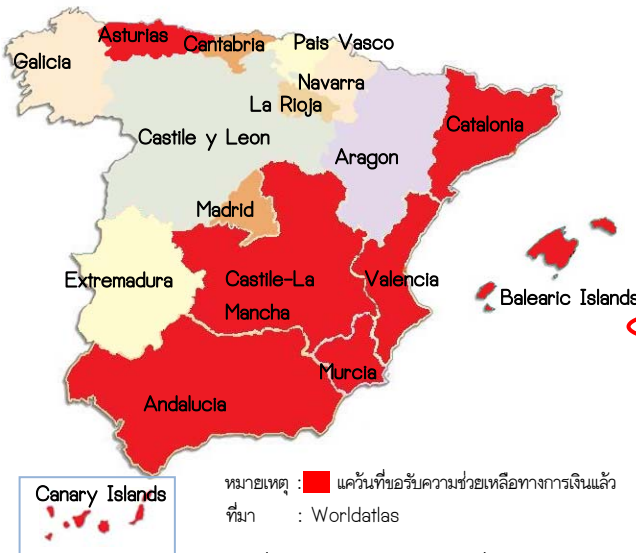 Asturias
Cantabria
Pais Vasco
Galicia
Navarra
La Rioja
Catalonia
Castile y Leon
Aragon
Madrid
Extremadura
Castile-La
Mancha
Valencia
Balearic Islands
Murcia
Andalucia
Canary Islands
หมายเหตุ : แคว้นที่ขอรับความช่วยเหลือทางการเงินแล้ว
ที่มา : Worldatlas